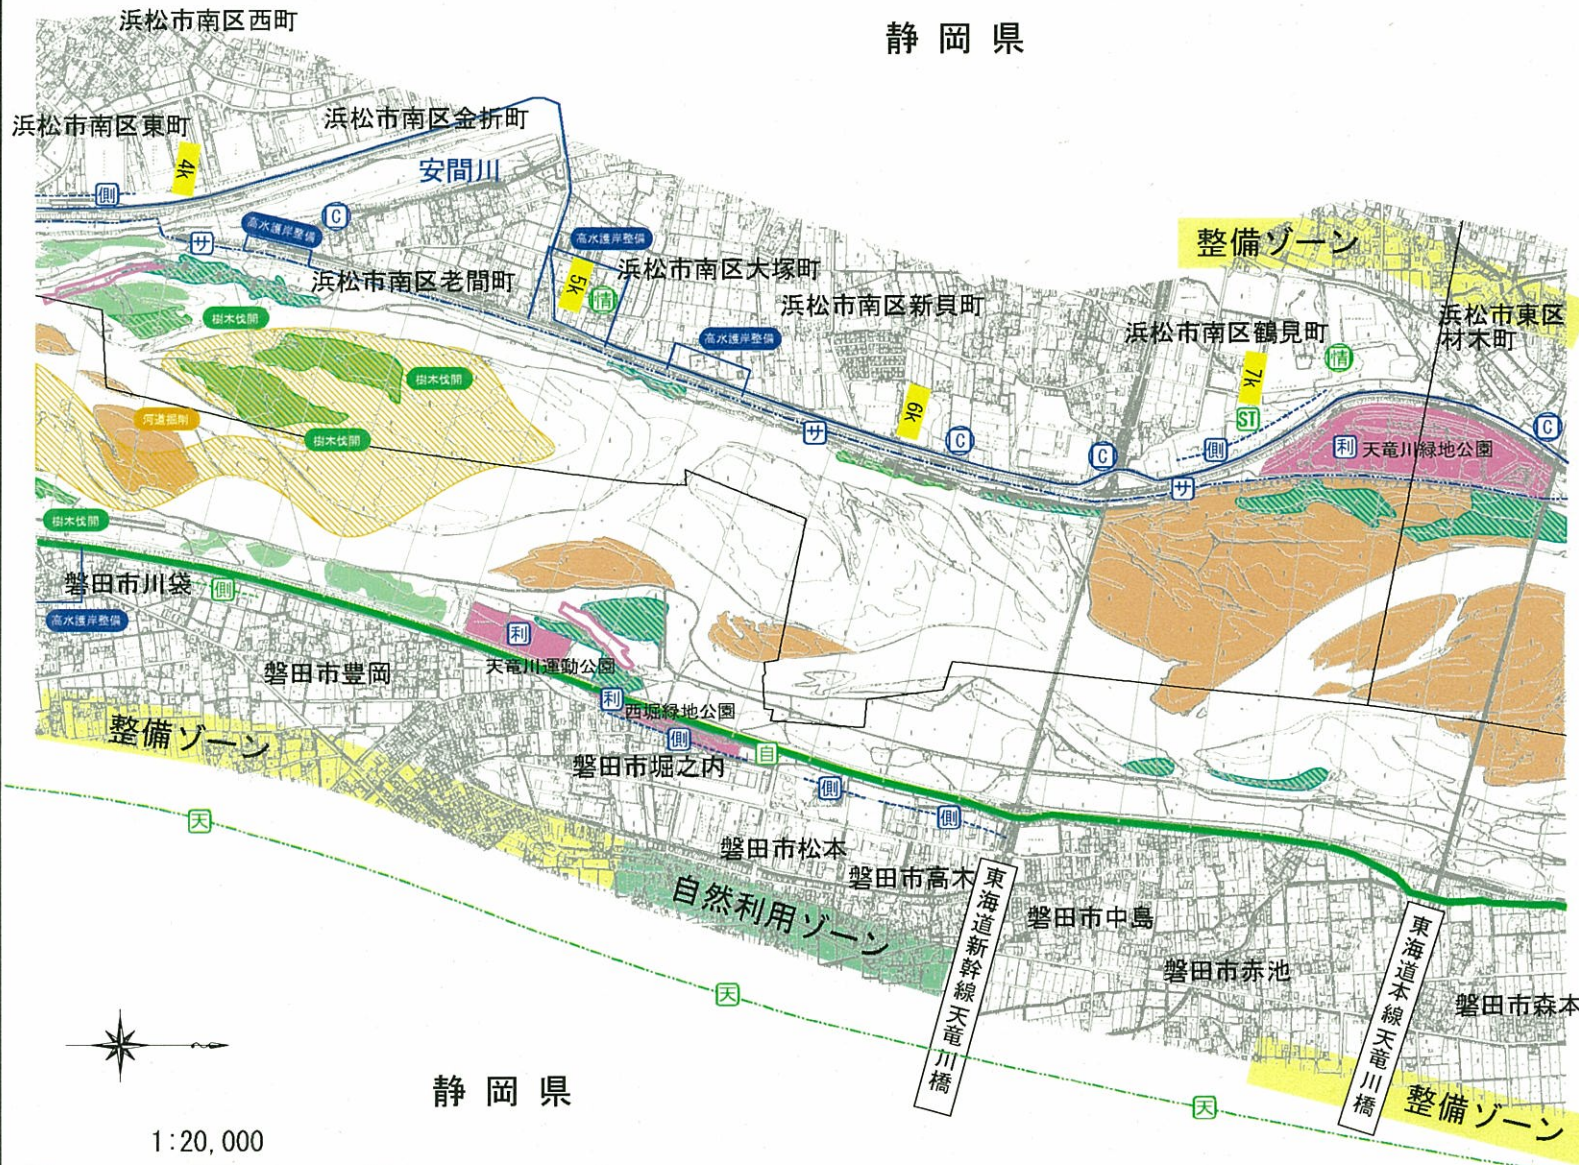 浜松市南区西町
静岡県
浜松市南区東町
浜松市南区金折町
4k
安間川
側
C
高水護岸整備
サ
高水護岸整備
整備ゾーン
浜松市南区老間町
5k
情
浜松市南区大塚町
浜松市南区新貝町
浜松市南区鶴見町
浜松市東区
材木町
樹木伐開
高水護岸整備
情
7k
樹木伐開
6k
ST
河道掘削
樹木伐開
サ
C
C
側
利
天竜川緑地公園
C
サ
樹木伐開
磐田市川袋
側
高水護岸整備
利
天竜川運動公園
磐田市豊岡
利
西堀緑地公園
整備ゾーン
側
自
磐田市堀之内
側
側
天
磐田市松本
磐田市高木
自然利用ゾーン
東海道新幹線天竜川橋
磐田市中島
東海道本線天竜川橋
磐田市赤池
磐田市森本
天
静岡県
天
整備ゾーン
1:20,000